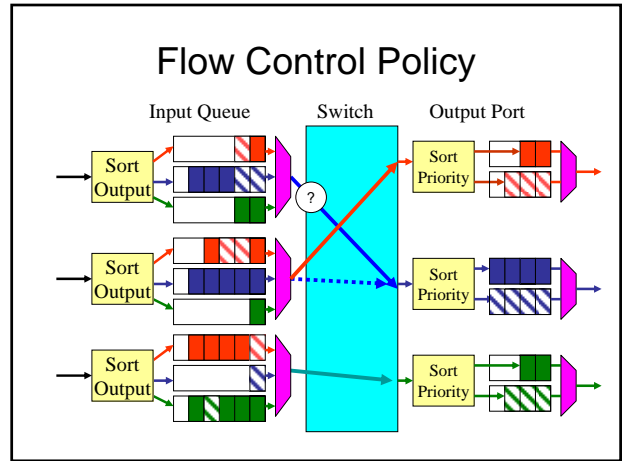 Flow Control Policy
Input Queue
Switch
Output Port
Sort
Output
?
Sort
Priority
Sort
Output
Sort
Priority
Sort
Output
Sort
Priority